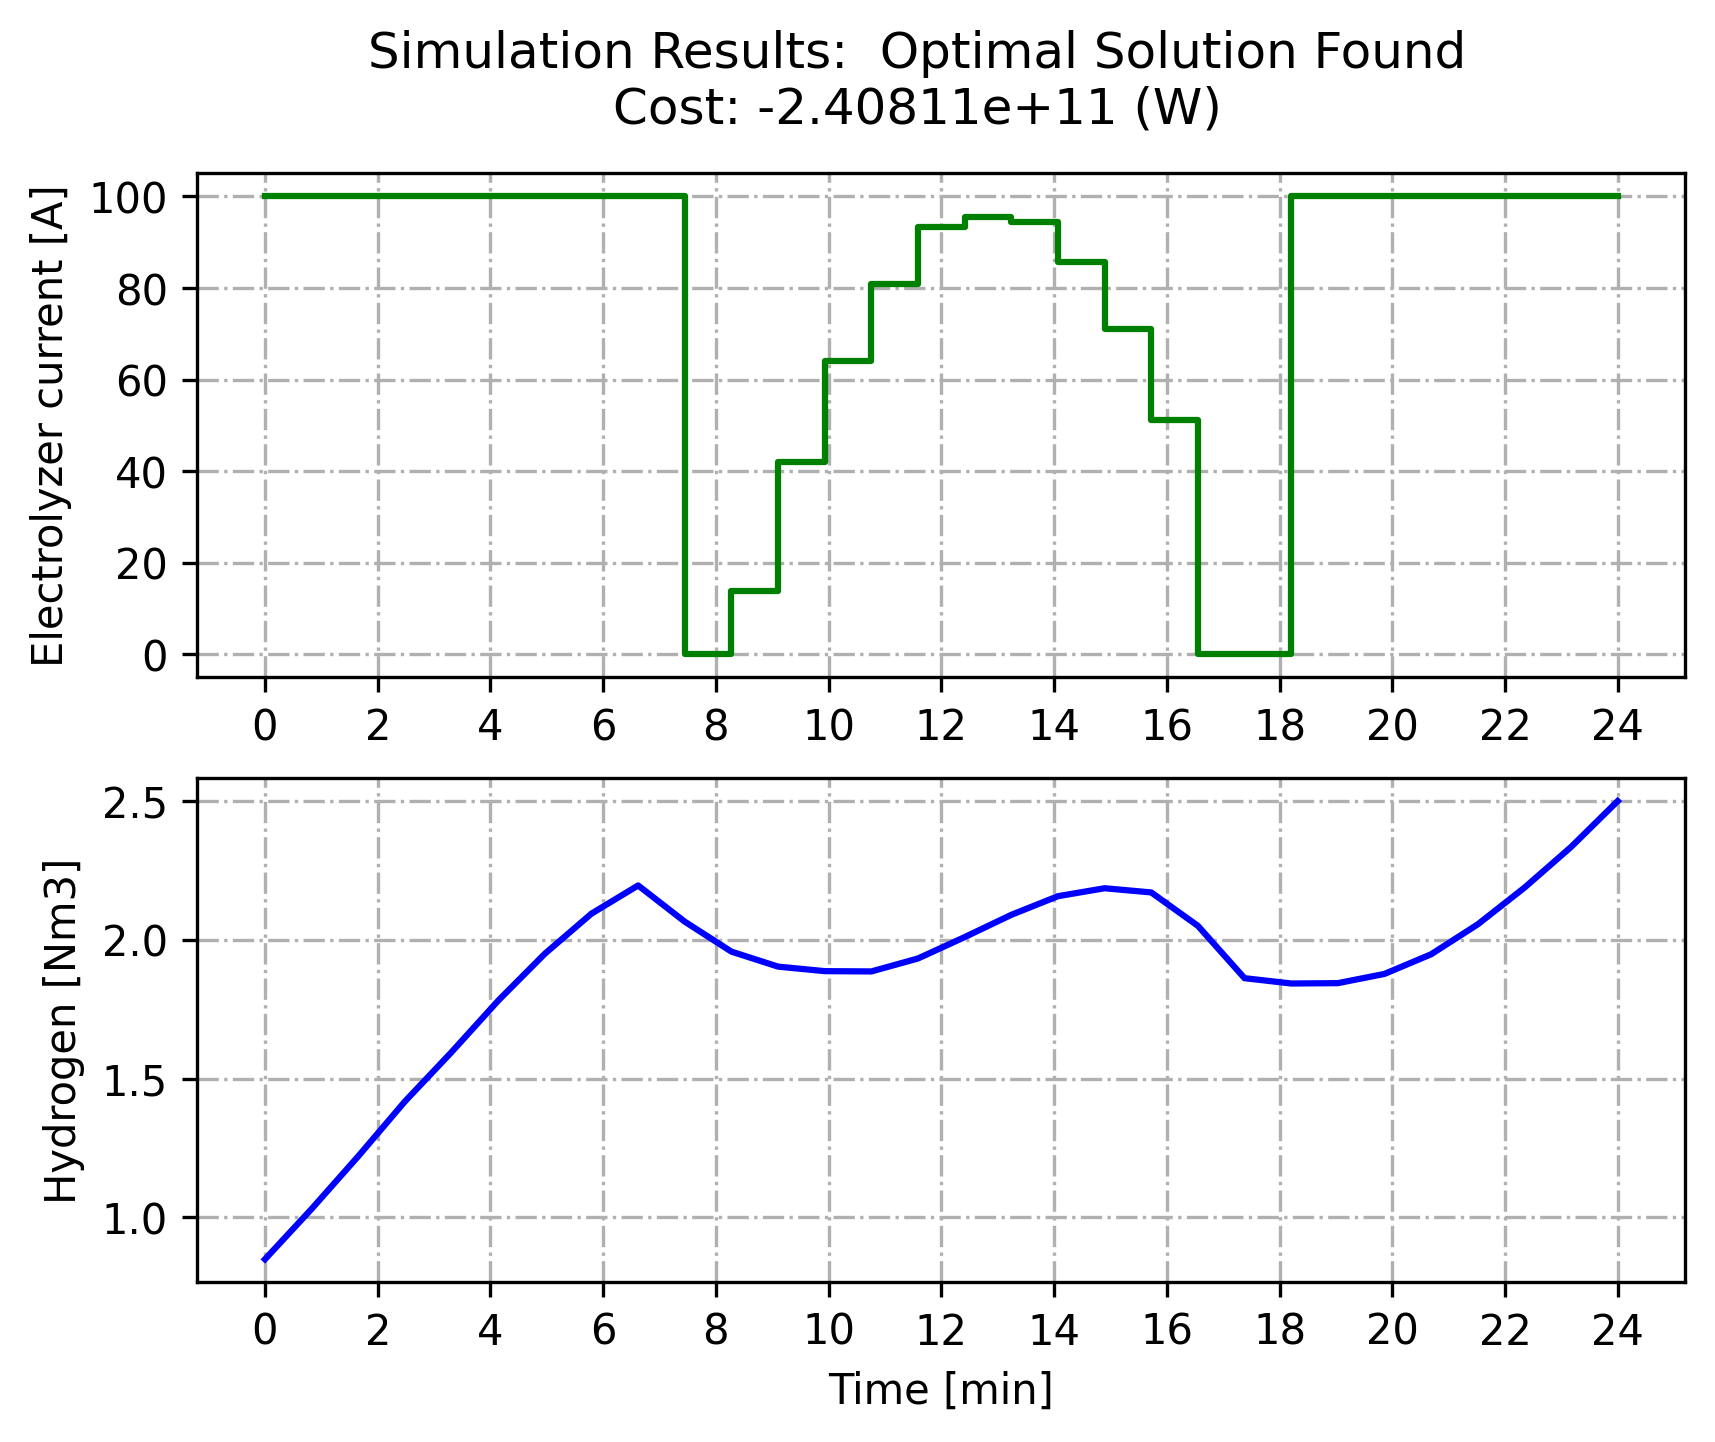 Simulation Results:  Optimal Solution Found
Cost: -2.40811e+11 (W)
Electrolyzer current [A]
100
80
60
40
20
0
0 2 4 6 8 10 12 14 16 18 20 22 24
Hydrogen [Nm3]
2.5
2.0
1.5
1.0
0 2 4 6 8 10 12 14 16 18 20 22 24
Time [min]